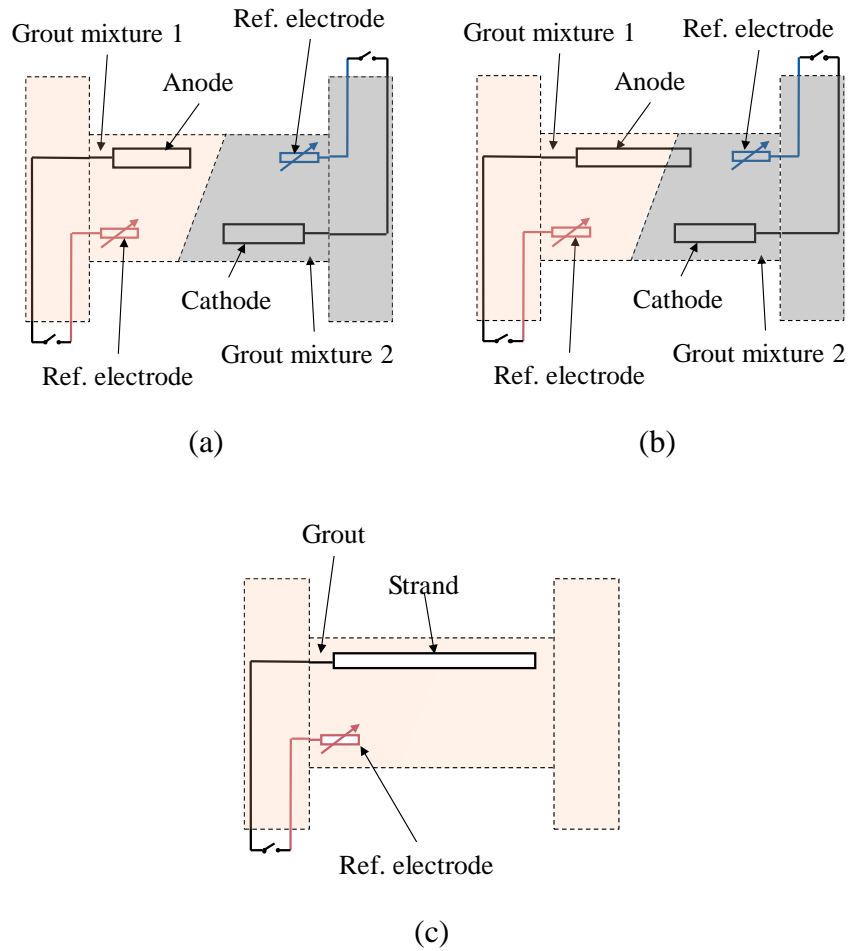 Grout mixture 1
Ref. electrode
Anode
Cathode
Ref. electrode
Grout mixture 2
(a)
Grout mixture 1
Ref. electrode
Anode
Cathode
Ref. electrode
Grout mixture 2
(b)
Grout
Strand
Ref. electrode
(c)